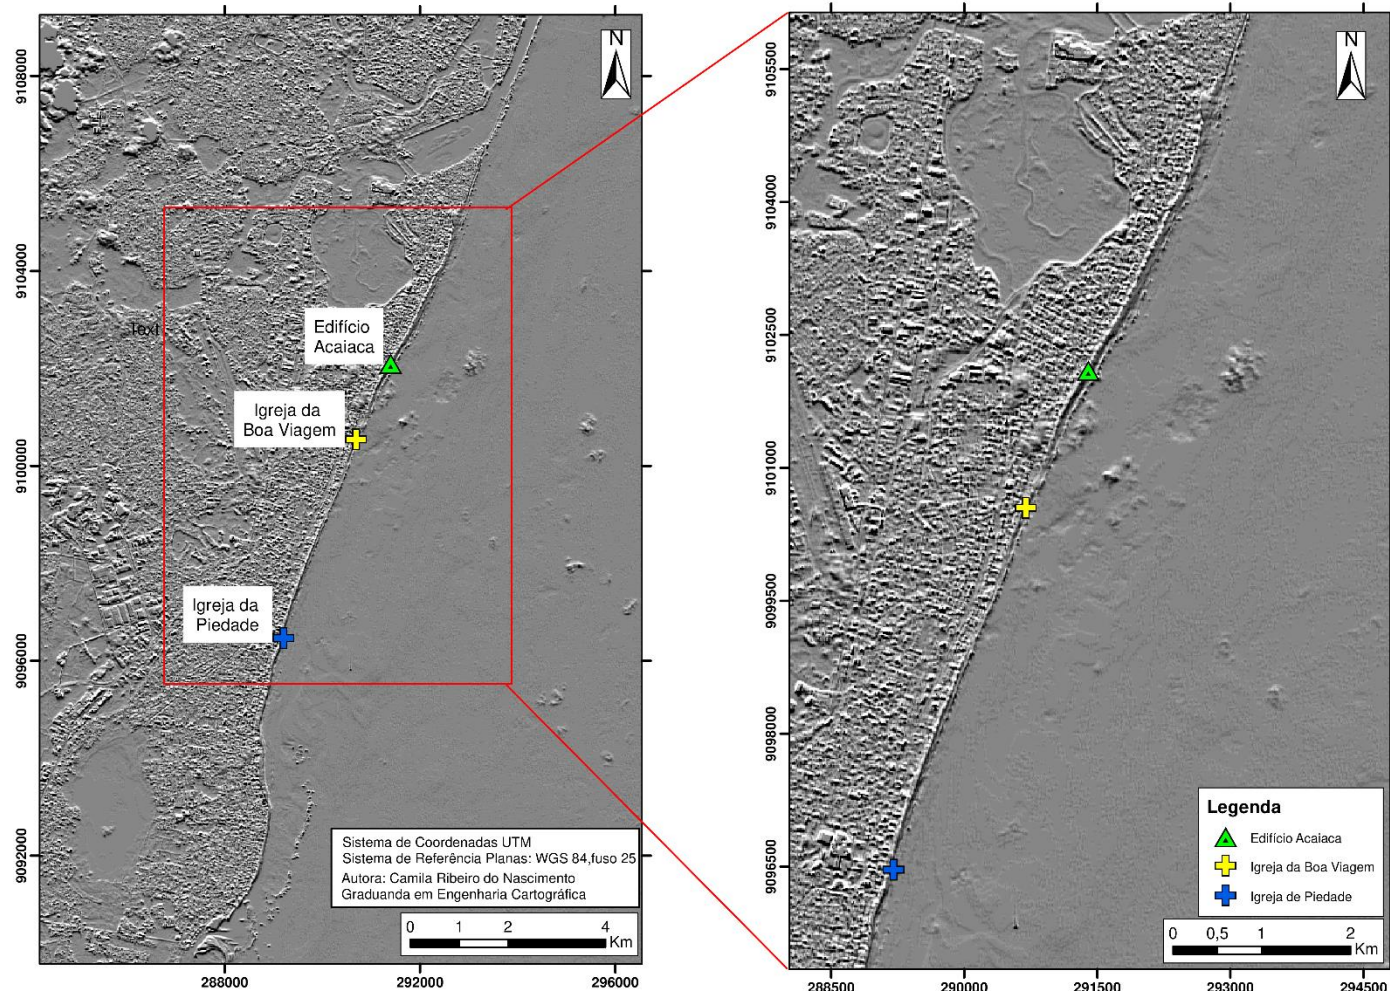 N
9108000
9104000
9100000
9096000
9092000
Text
Edifício
Acaiaca
Igreja da
Boa Viagem
Igreja da
Piedade
Sistema de Coordenadas UTM
Sistema de Referência Planas: WGS 84,fuso 25
Autora: Camila Ribeiro do Nascimento
Graduanda em Engenharia Cartográfica
0 1 2 4
Km
288000 292000 296000
N
9105500
9104000
9102500
9101000
9099500
9098000
9096500
Legenda
Edifício Acaiaca
Igreja da Boa Viagem
Igreja de Piedade
0 0,5 1 2
Km
288500 290000 291500 293000 294500